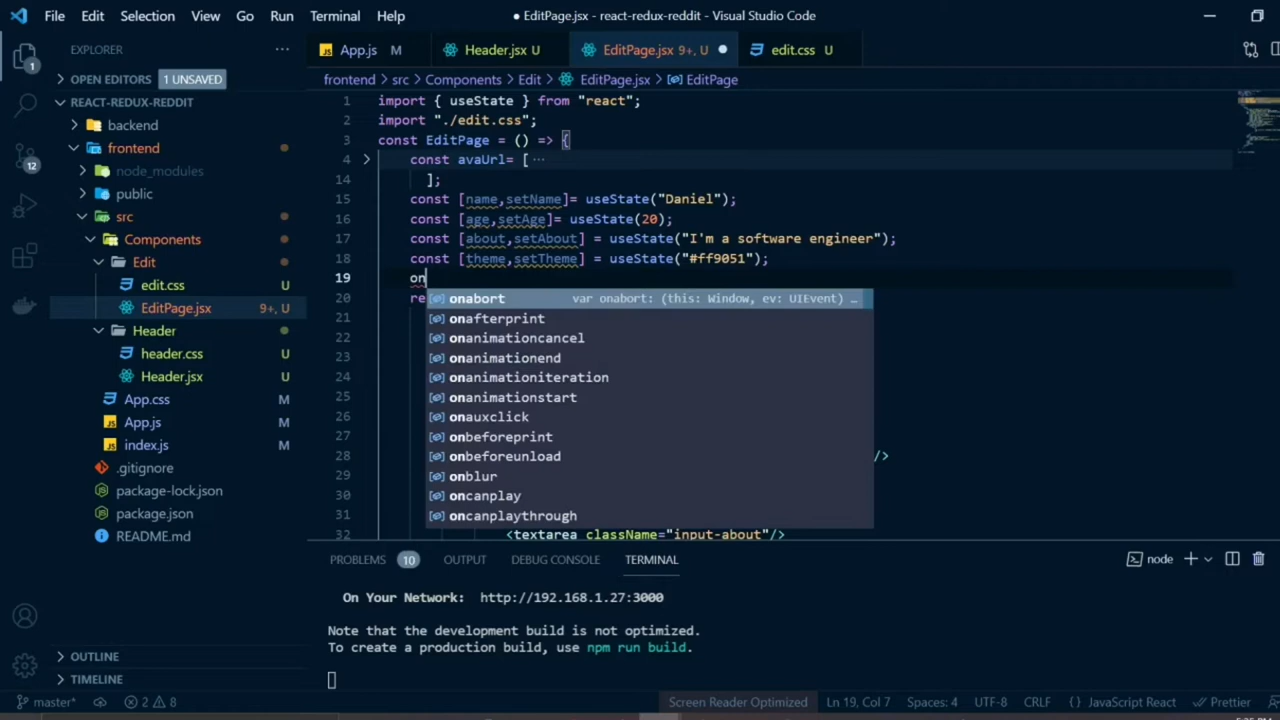 File Edit Selection View Go Run Terminal Help
● EditPage.jsx - react-redux-reddit - Visual Studio Code
EXPLORER ···
App.js M
Header.jsx U
EditPage.jsx 9+, U
edit.css U
OPEN EDITORS 1 UNSAVED
frontend > src > Components > Edit > EditPage.jsx > EditPage
REACT-REDUX-REDDIT
backend
frontend
node_modules
public
src
Components
Edit
edit.css U
EditPage.jsx 9+, U
Header
header.css U
Header.jsx U
App.css M
App.js M
index.js M
.gitignore
package-lock.json
package.json
README.md
OUTLINE
TIMELINE
1
12
1 import { useState } from "react";
2 import "./edit.css";
3 const EditPage = () => {
4 const avaUrl= [ ···
14 ];
15 const [name,setName]= useState("Daniel");
16 const [age,setAge]= useState(20);
17 const [about,setAbout] = useState("I'm a software engineer");
18 const [theme,setTheme] = useState("#ff9051");
19 on
20 re
21
22
23
24
25
26
27
28 />
29
30
31
32 <textarea className="input-about"/>
onabort var onabort: (this: Window, ev: UIEvent) …
onafterprint
onanimationcancel
onanimationend
onanimationiteration
onanimationstart
onauxclick
onbeforeprint
onbeforeunload
onblur
oncanplay
oncanplaythrough
PROBLEMS 10 OUTPUT DEBUG CONSOLE TERMINAL
node
On Your Network: http://192.168.1.27:3000
Note that the development build is not optimized.
To create a production build, use npm run build.
master* 2 8 Screen Reader Optimized Ln 19, Col 7 Spaces: 4 UTF-8 CRLF {} JavaScript React Prettier